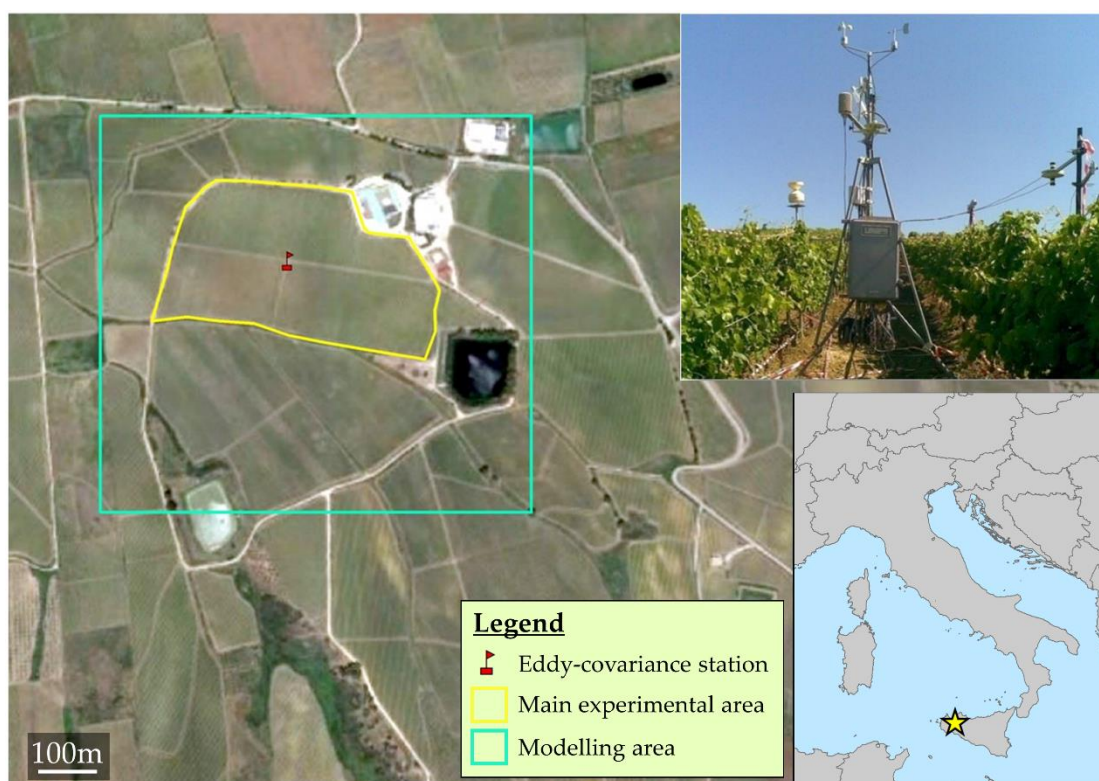 Legend
Eddy-covariance station
Main experimental area
Modelling area
100m